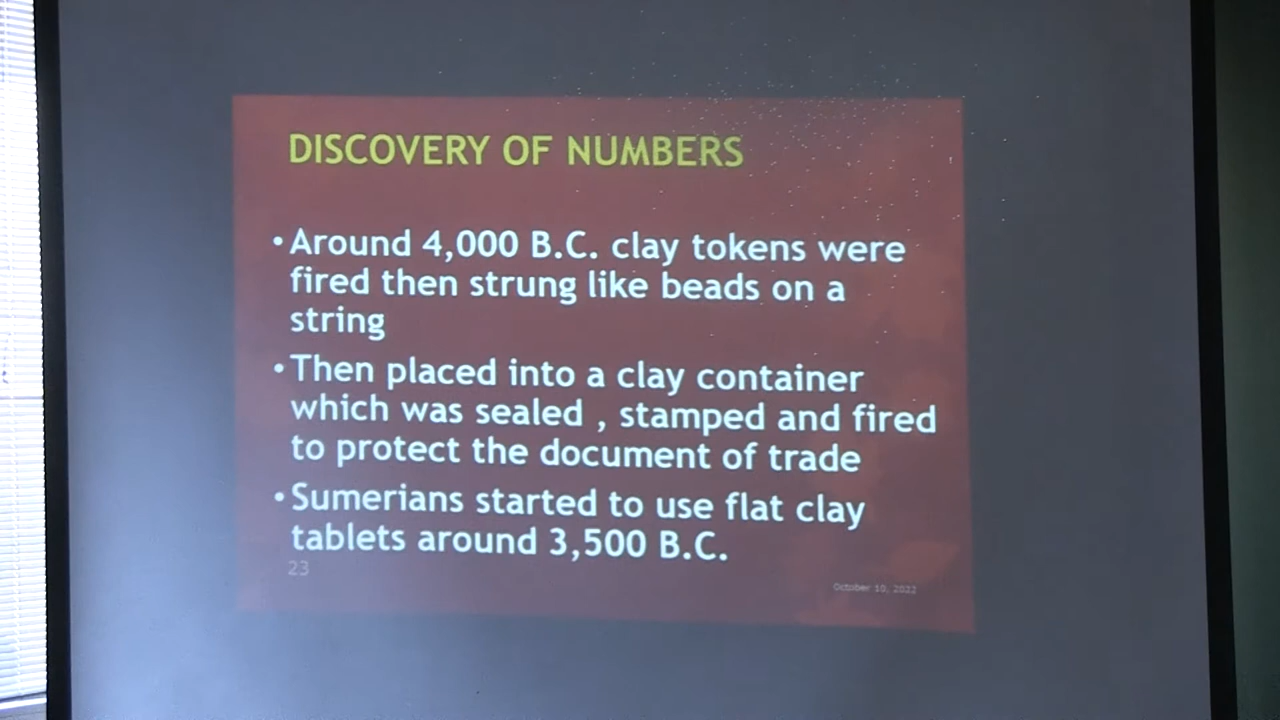 DISCOVERY OF NUMBERS
•Around 4,000 B.C. clay tokens were
fired then strung like beads on a
string
•Then placed into a clay container
which was sealed , stamped and fired
to protect the document of trade
•Sumerians started to use flat clay
tablets around 3,500 B.C.
23
October 10, 2022